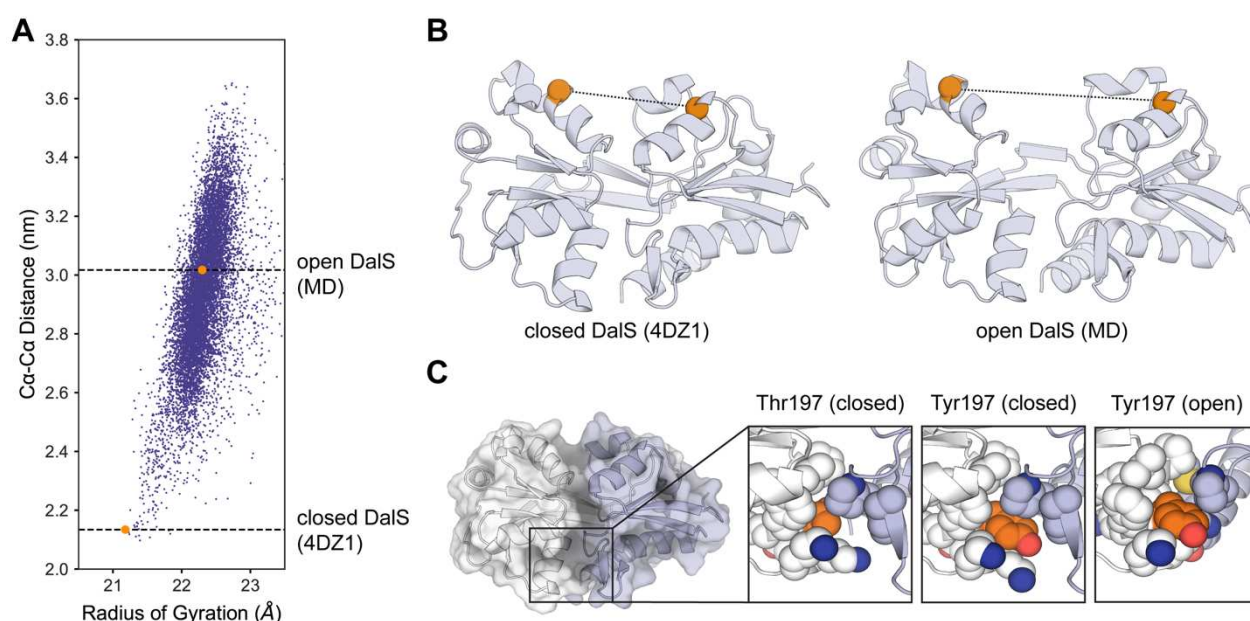 A
3.8
3.6
3.4
3.2
3.0
2.8
2.6
2.4
2.2
2.0
Cα-Cα Distance (nm)
21
22
23
Radius of Gyration (Å)
open DalS
(MD)
closed DalS
(4DZ1)
B
closed DalS (4DZ1)
open DalS (MD)
C
Thr197 (closed)
Tyr197 (closed)
Tyr197 (open)